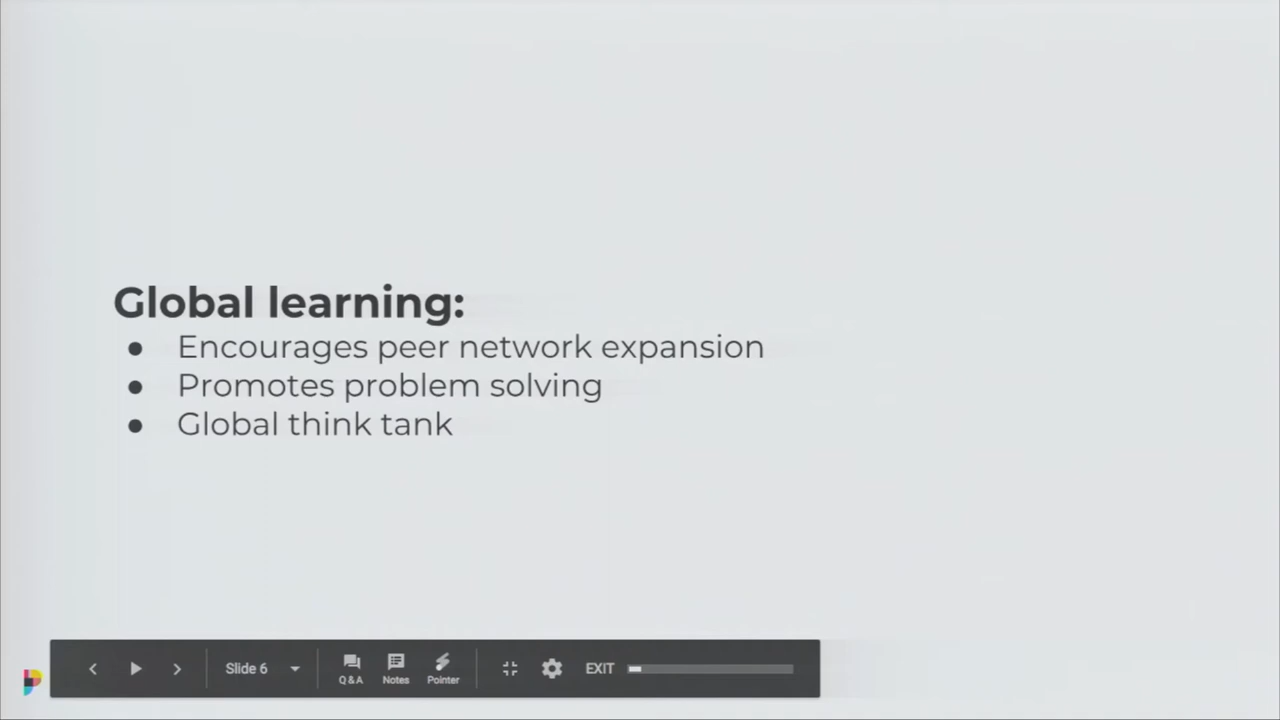 Global learning:
● Encourages peer network expansion
● Promotes problem solving
● Global think tank
Slide 6
Q & A
Notes
Pointer
EXIT